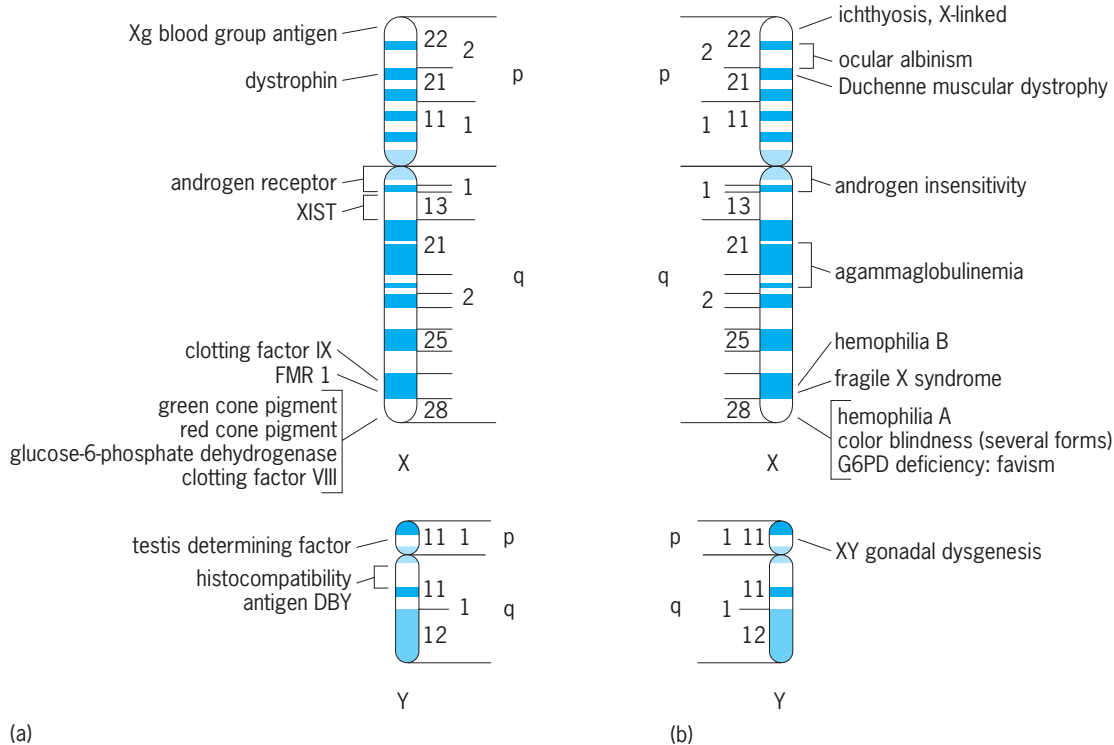 Xg blood group antigen
dystrophin
androgen receptor
XIST
clotting factor IX
FMR 1
green cone pigment
red cone pigment
glucose-6-phosphate dehydrogenase
clotting factor VIII
22
2
21
p
11
1
1
13
21
q
2
25
28
X
testis determining factor
histocompatibility
antigen DBY
11 1 p
11
1 q
12
Y
(a)
ichthyosis, X-linked
ocular albinism
Duchenne muscular dystrophy
androgen insensitivity
agammaglobulinemia
hemophilia B
fragile X syndrome
hemophilia A
color blindness (several forms)
G6PD deficiency: favism
22
2
p
21
1 11
1
13
21
q
2
25
28
X
XY gonadal dysgenesis
p 1 11
11
q 1
12
Y
(b)